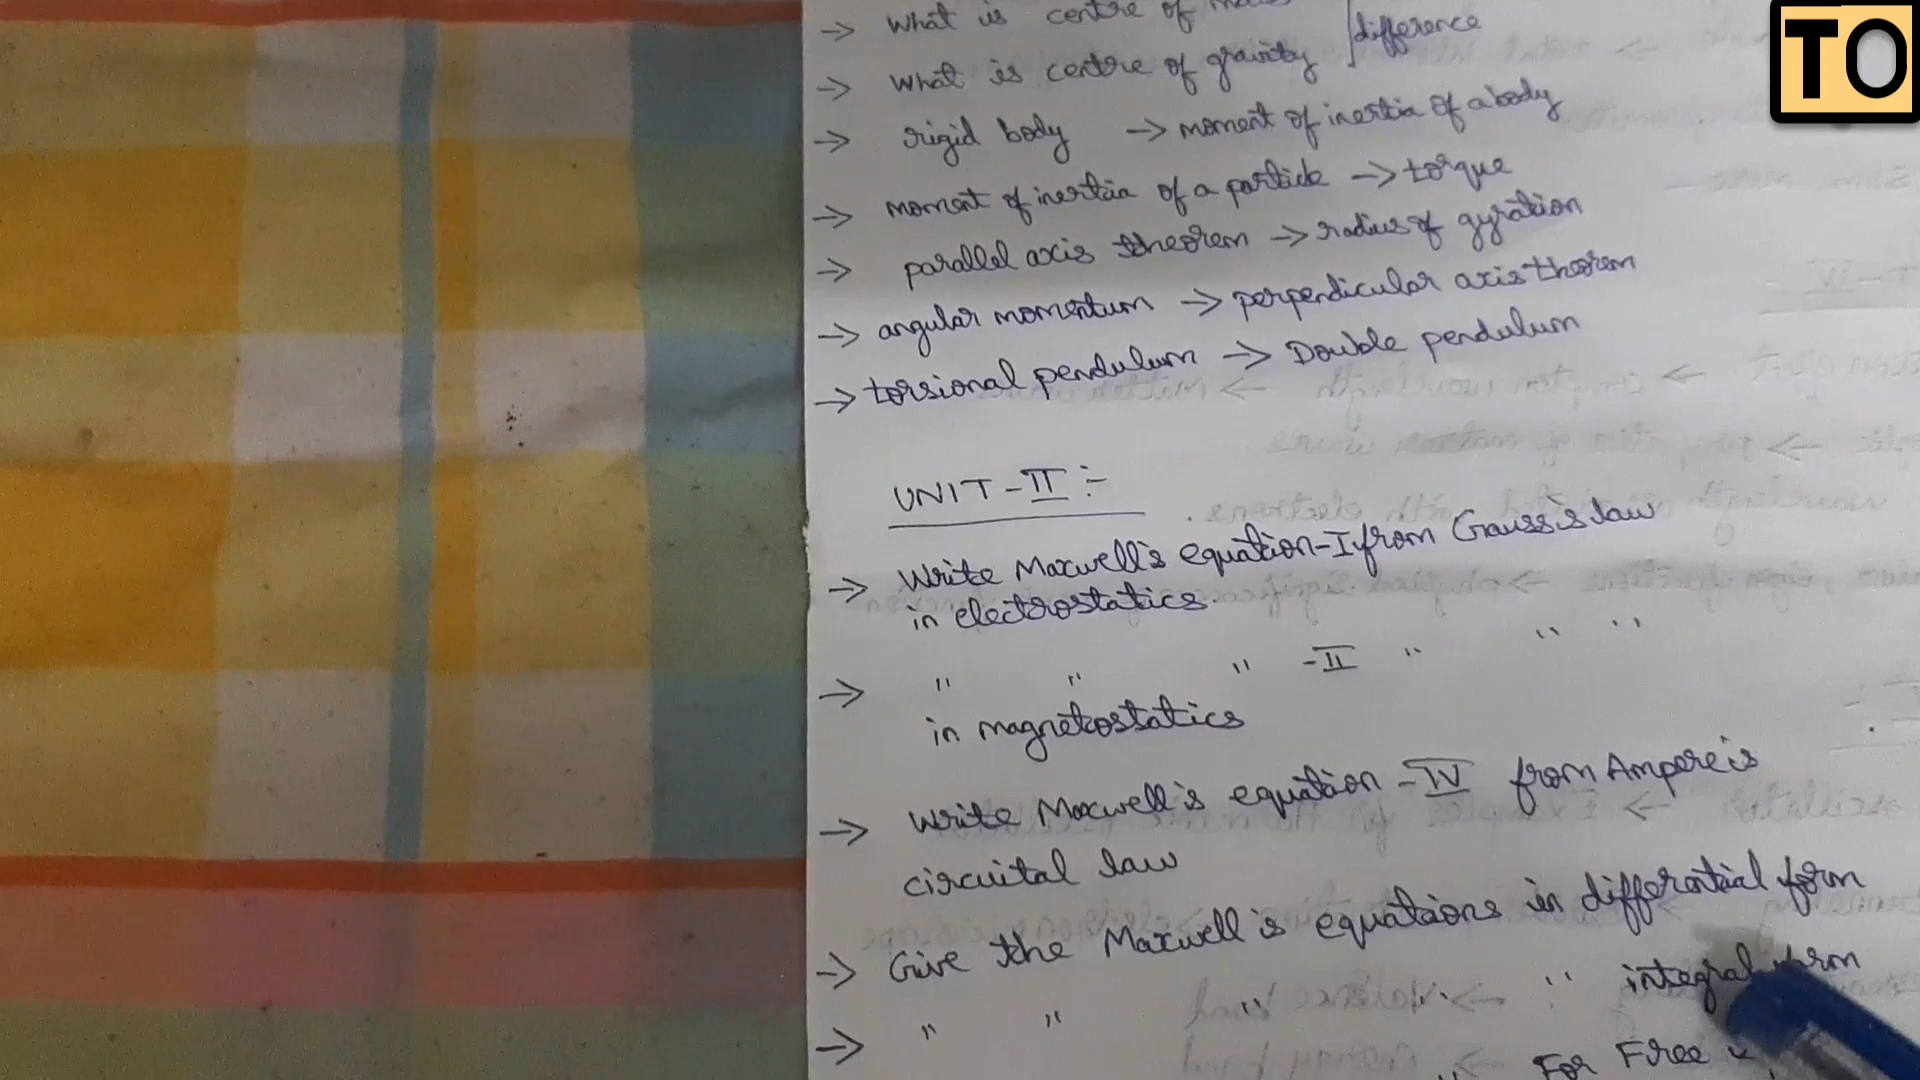 TO
→ What is centre of
→ What is centre of gravity / difference
→ rigid body → moment of inertia of a body
→ moment of inertia of a particle → torque
→ parallel axis theorem → radius of gyration
→ angular momentum → perpendicular axis theorem
→ torsional pendulum → Double pendulum
UNIT - II :-
→ Write Maxwell's equation-I from Gauss's law
in electrostatics
→ " " " -II " " "
in magnetostatics
→ Write Maxwell's equation -IV from Ampere's
circuital law
→ Give the Maxwell's equations in differential form
→ " " " " integral form
" For Free